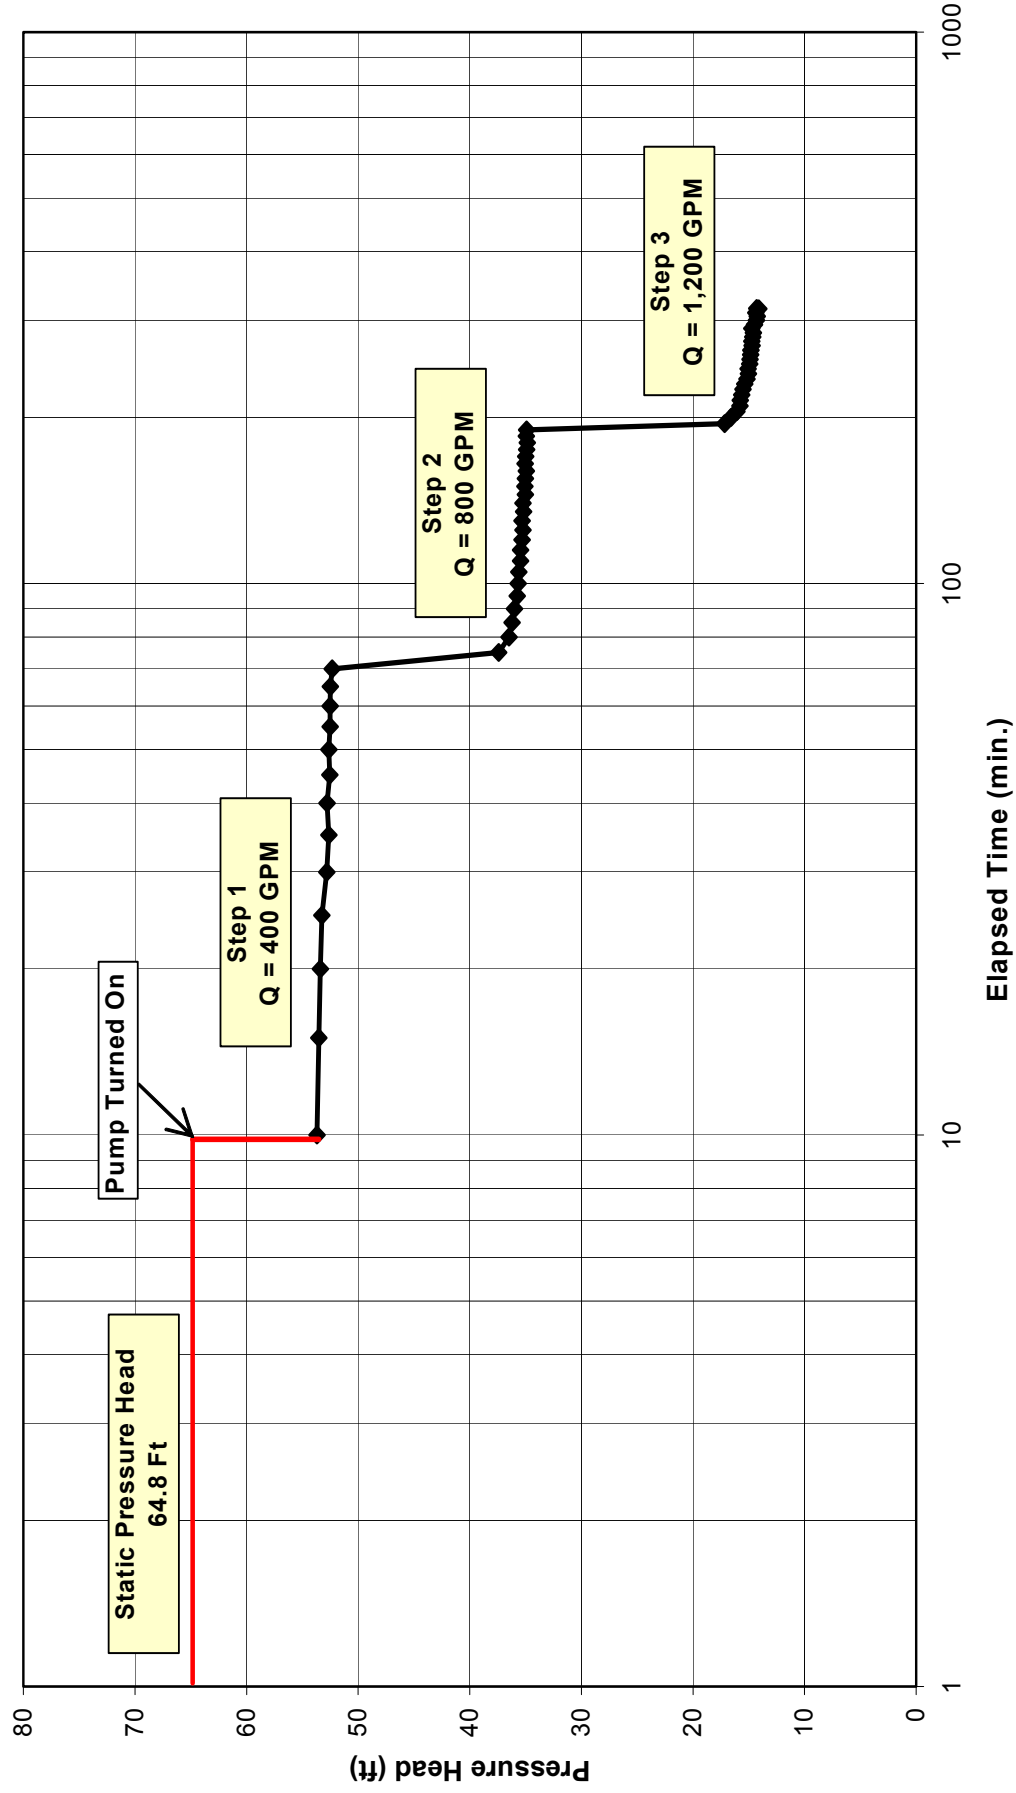 Pressure Head (ft)
80
70
60
50
40
30
20
10
0
Static Pressure Head
64.8 Ft
Pump Turned On
Step 1
Q = 400 GPM
Step 2
Q = 800 GPM
Step 3
Q = 1,200 GPM
1
10
100
1000
Elapsed Time (min.)